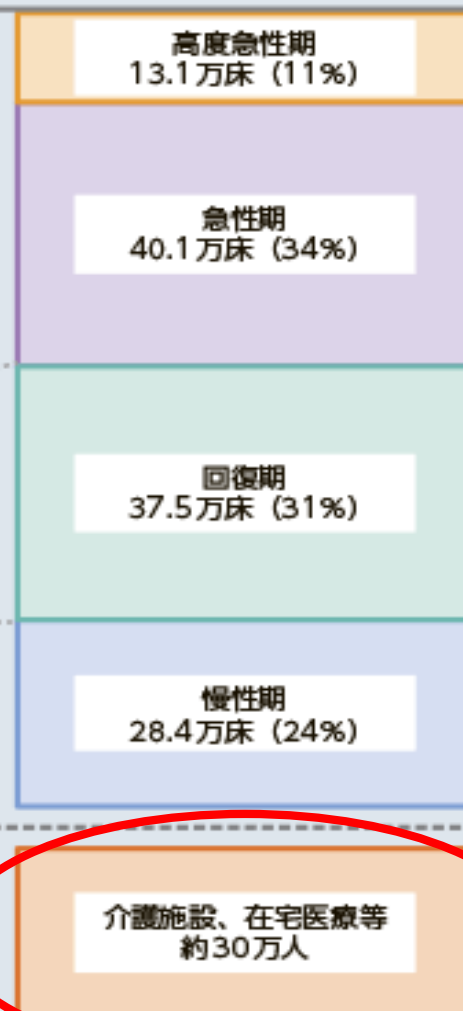 高度急性期
13.1万床（11%）
急性期
40.1万床（34%）
回復期
37.5万床（31%）
慢性期
28.4万床（24%）
介護施設、在宅医療等
約30万人